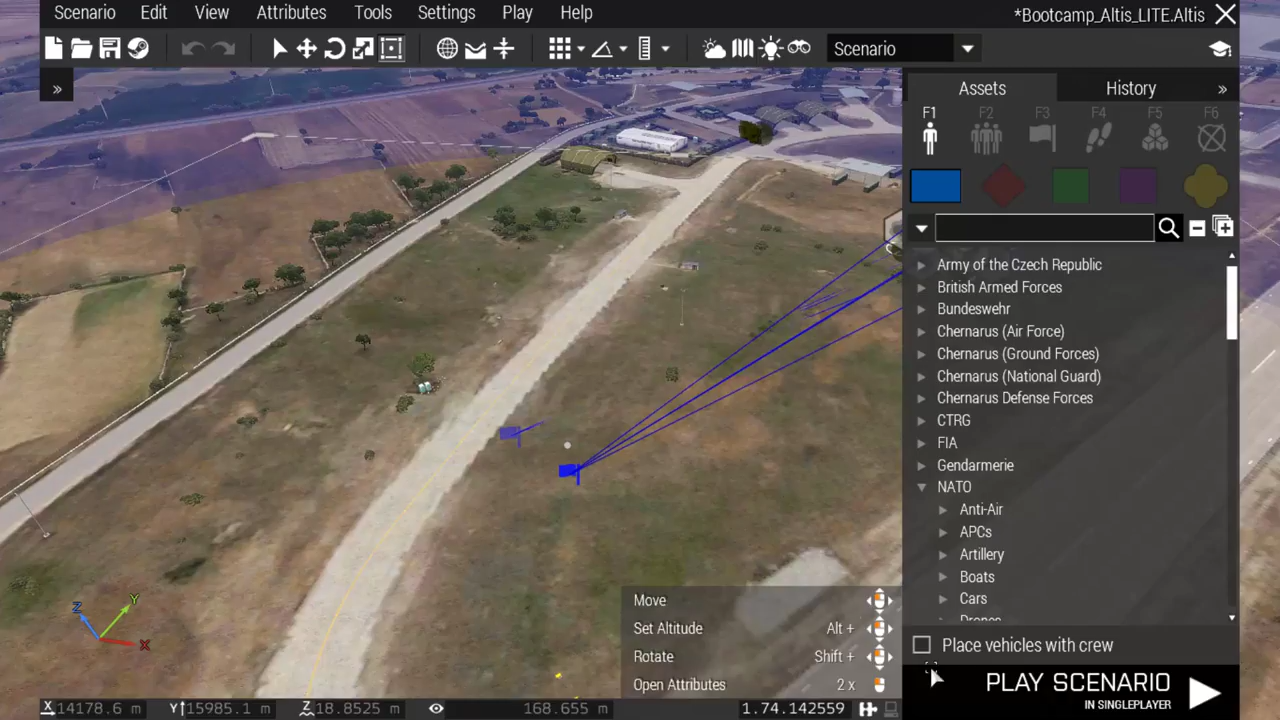 Scenario Edit View Attributes Tools Settings Play Help *Bootcamp_Altis_LITE.Altis
Scenario
»
Assets History »
F1 F2 F3 F4 F5 F6
Army of the Czech Republic
British Armed Forces
Bundeswehr
Chernarus (Air Force)
Chernarus (Ground Forces)
Chernarus (National Guard)
Chernarus Defense Forces
CTRG
FIA
Gendarmerie
NATO
Anti-Air
APCs
Artillery
Boats
Cars
Drones
Place vehicles with crew
Move
Set Altitude Alt +
Rotate Shift +
Open Attributes 2 x
PLAY SCENARIO
IN SINGLEPLAYER
Z Y X
X 14178.6 m Y 15985.1 m Z 18.8525 m 168.655 m 1.74.142559